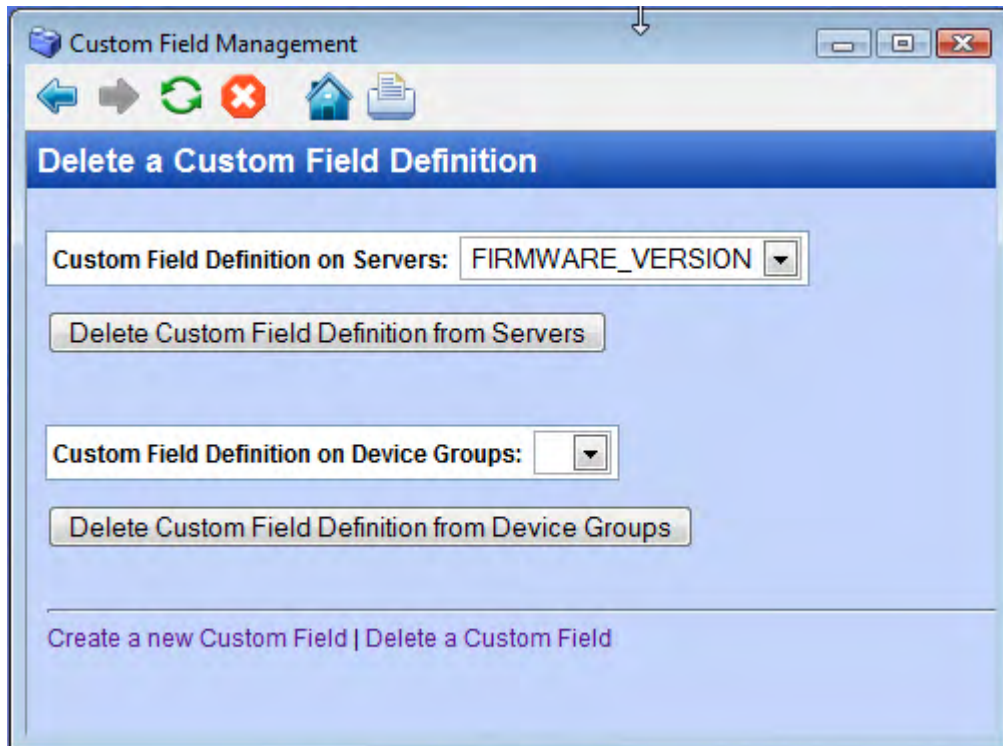 Custom Field Management
Delete a Custom Field Definition
Custom Field Definition on Servers: FIRMWARE_VERSION
Delete Custom Field Definition from Servers
Custom Field Definition on Device Groups:
Delete Custom Field Definition from Device Groups
Create a new Custom Field | Delete a Custom Field